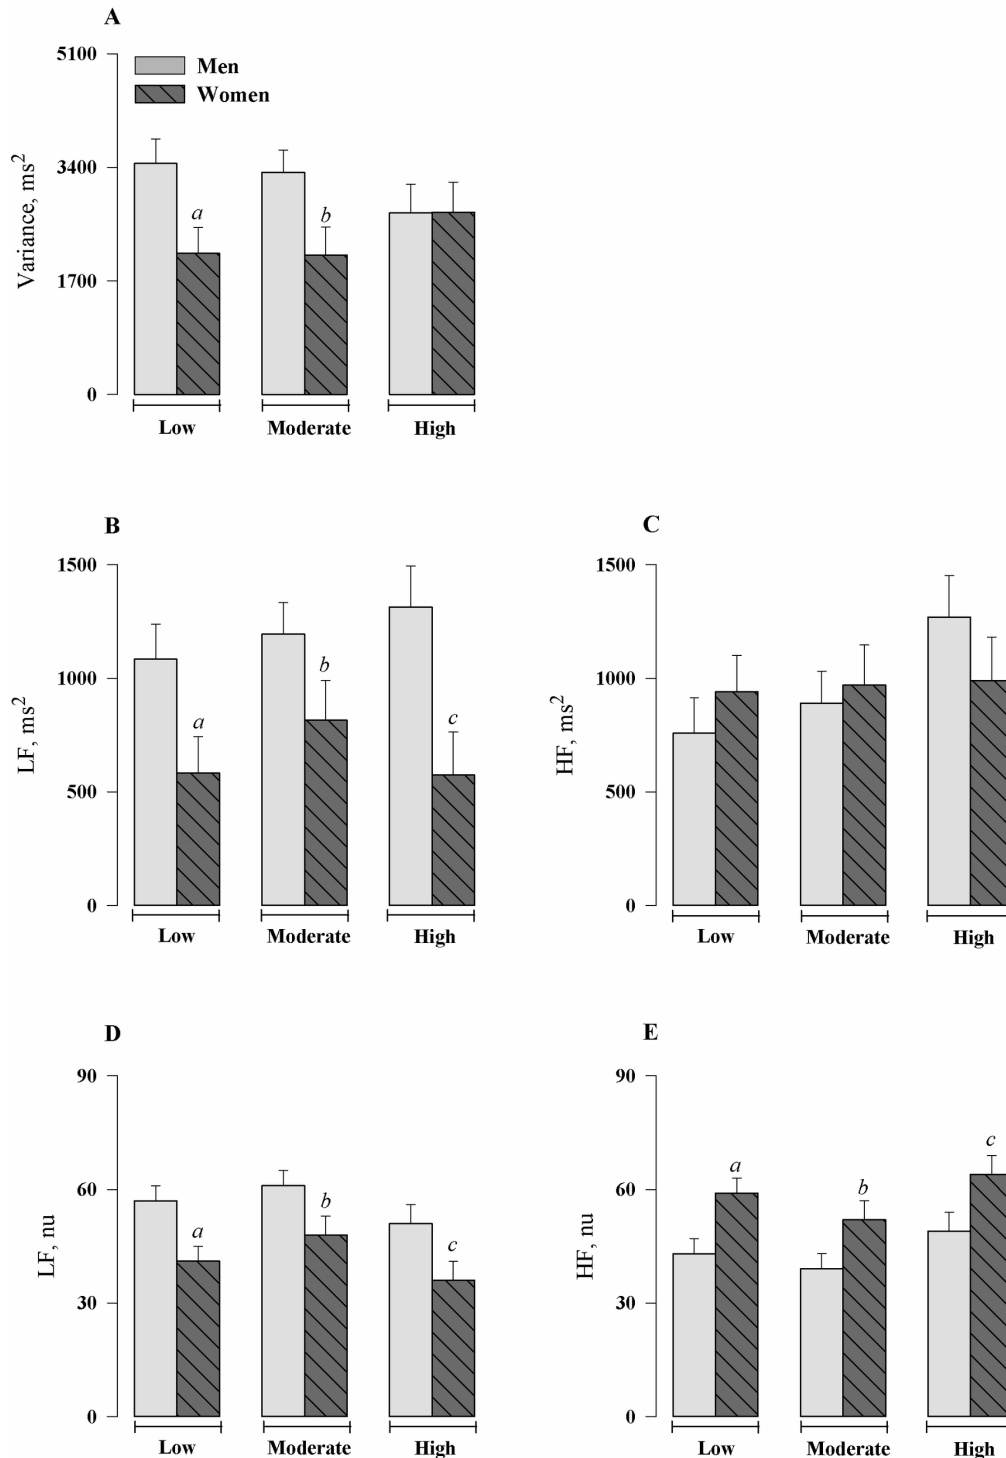 A
5100
Men
Women
3400
a
b
Variance, ms²
1700
0
Low Moderate High
B
1500
1000
b
a
c
LF, ms²
500
0
Low Moderate High
C
1500
1000
HF, ms²
500
0
Low Moderate High
D
90
60
a
b
c
LF, nu
30
0
Low Moderate High
E
90
60
a
b
c
HF, nu
30
0
Low Moderate High